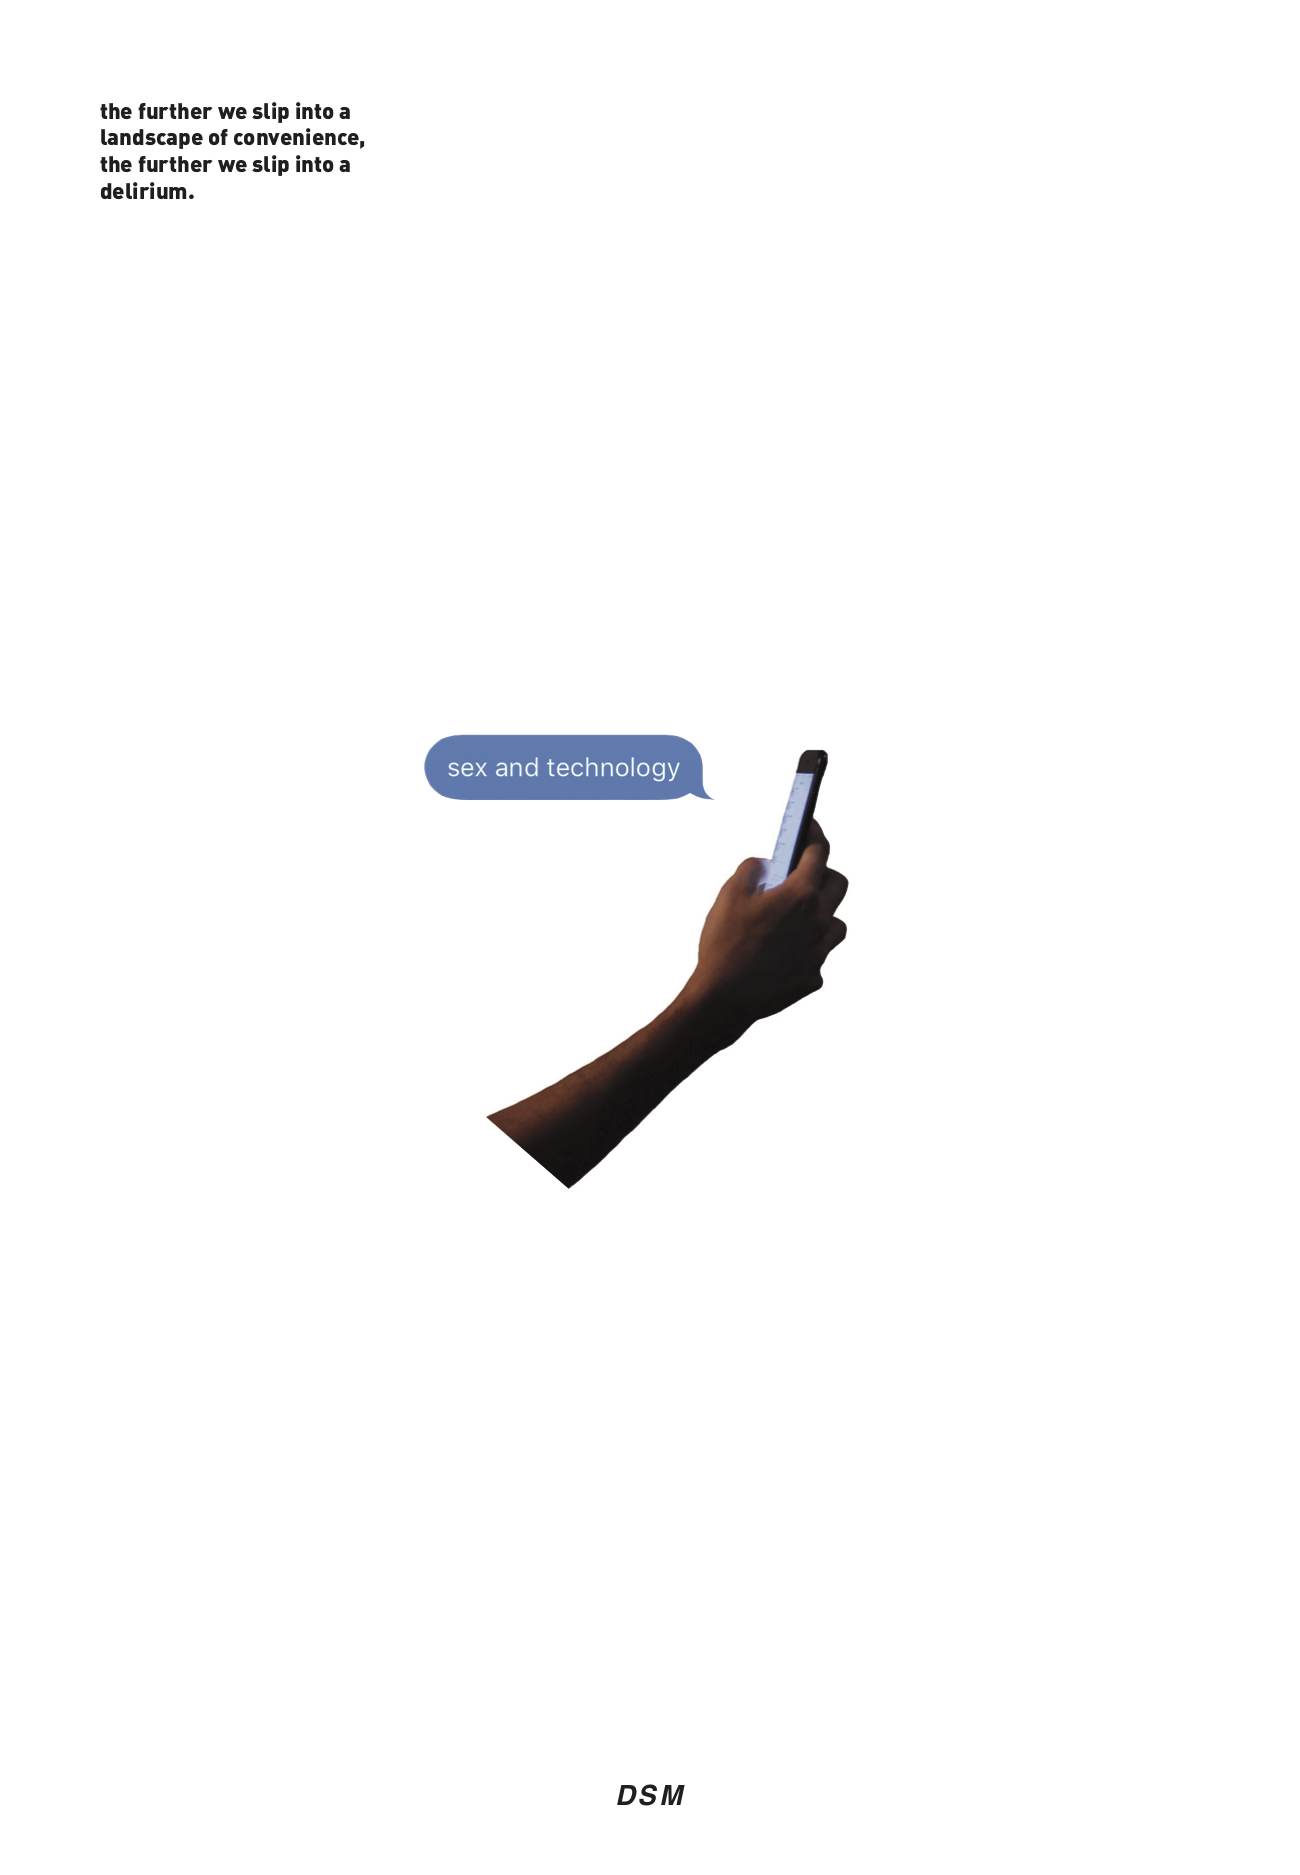 the further we slip into a
landscape of convenience,
the further we slip into a
delirium.
sex and technology
DSM